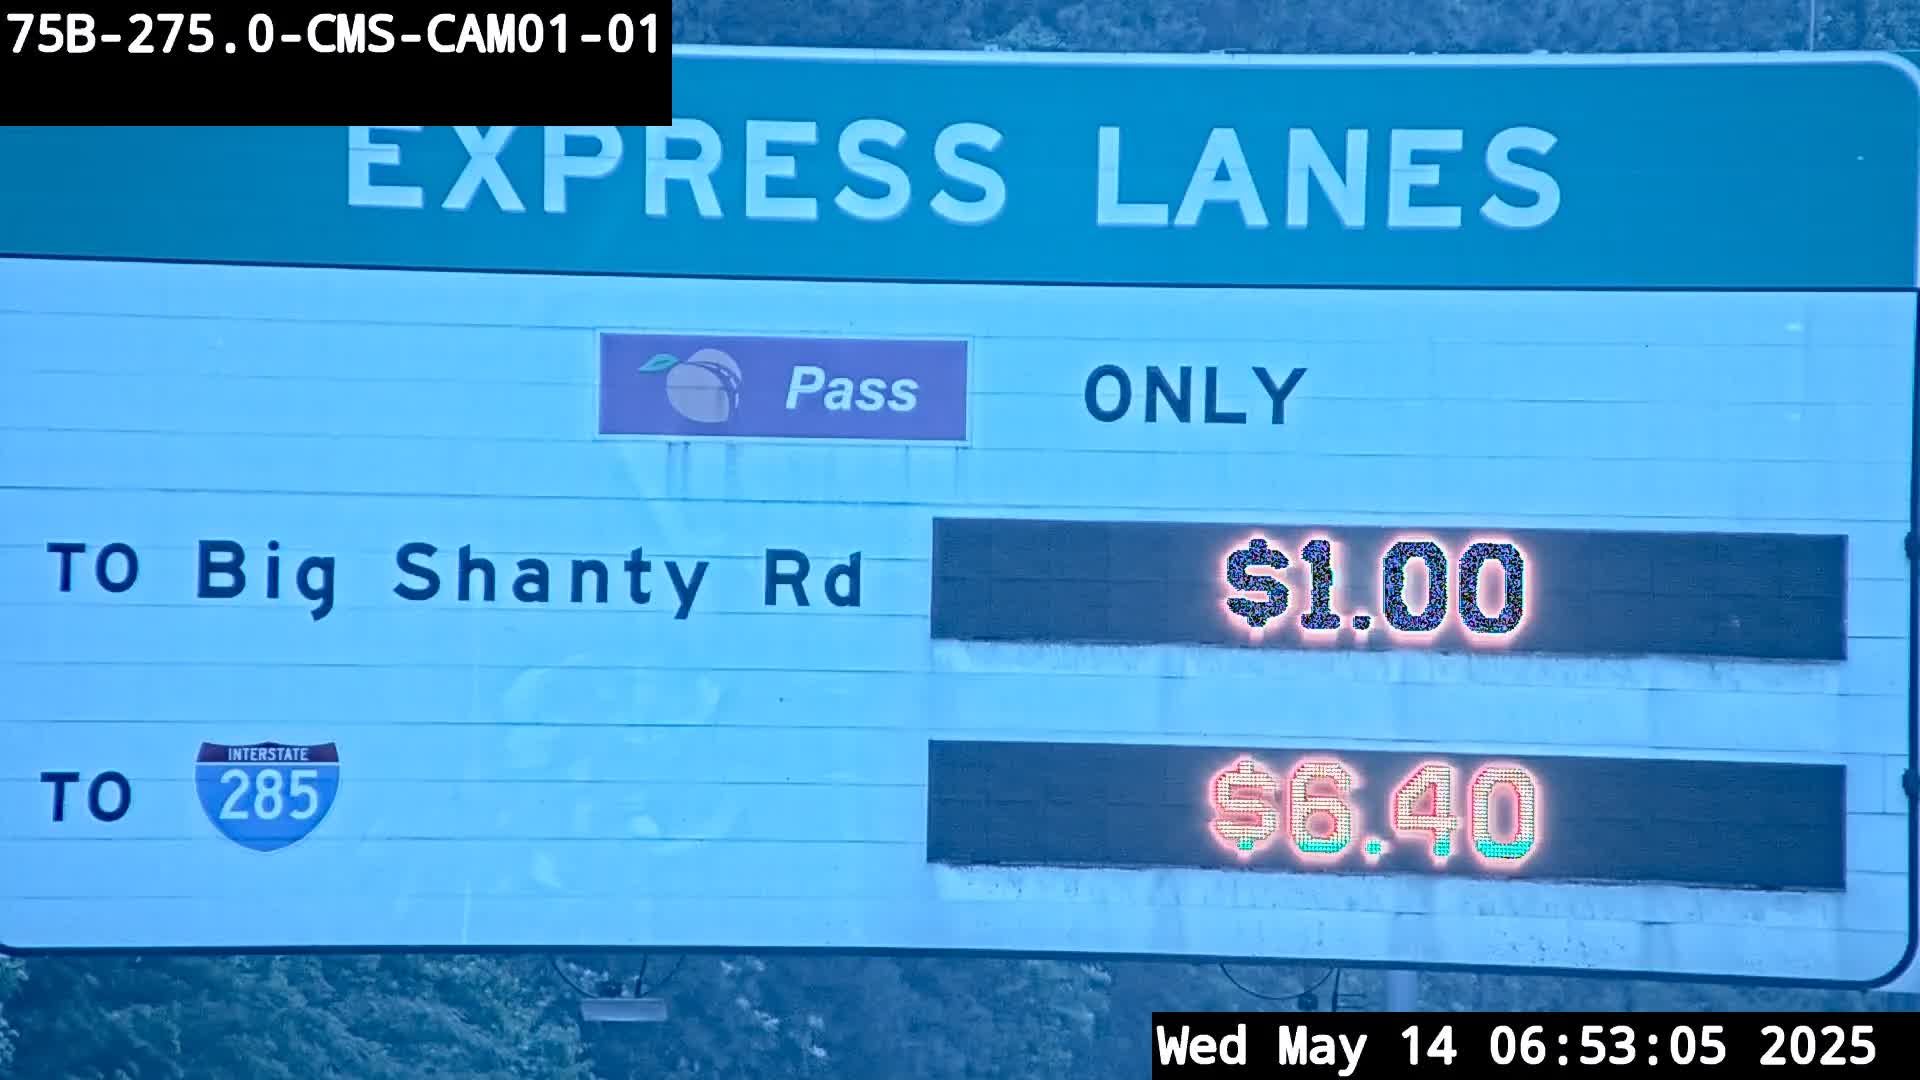 75B-275.0-CMS-CAM01-01
EXPRESS LANES
Pass ONLY
TO Big Shanty Rd $1.00
TO INTERSTATE 285 $6.40
Wed May 14 06:53:05 2025